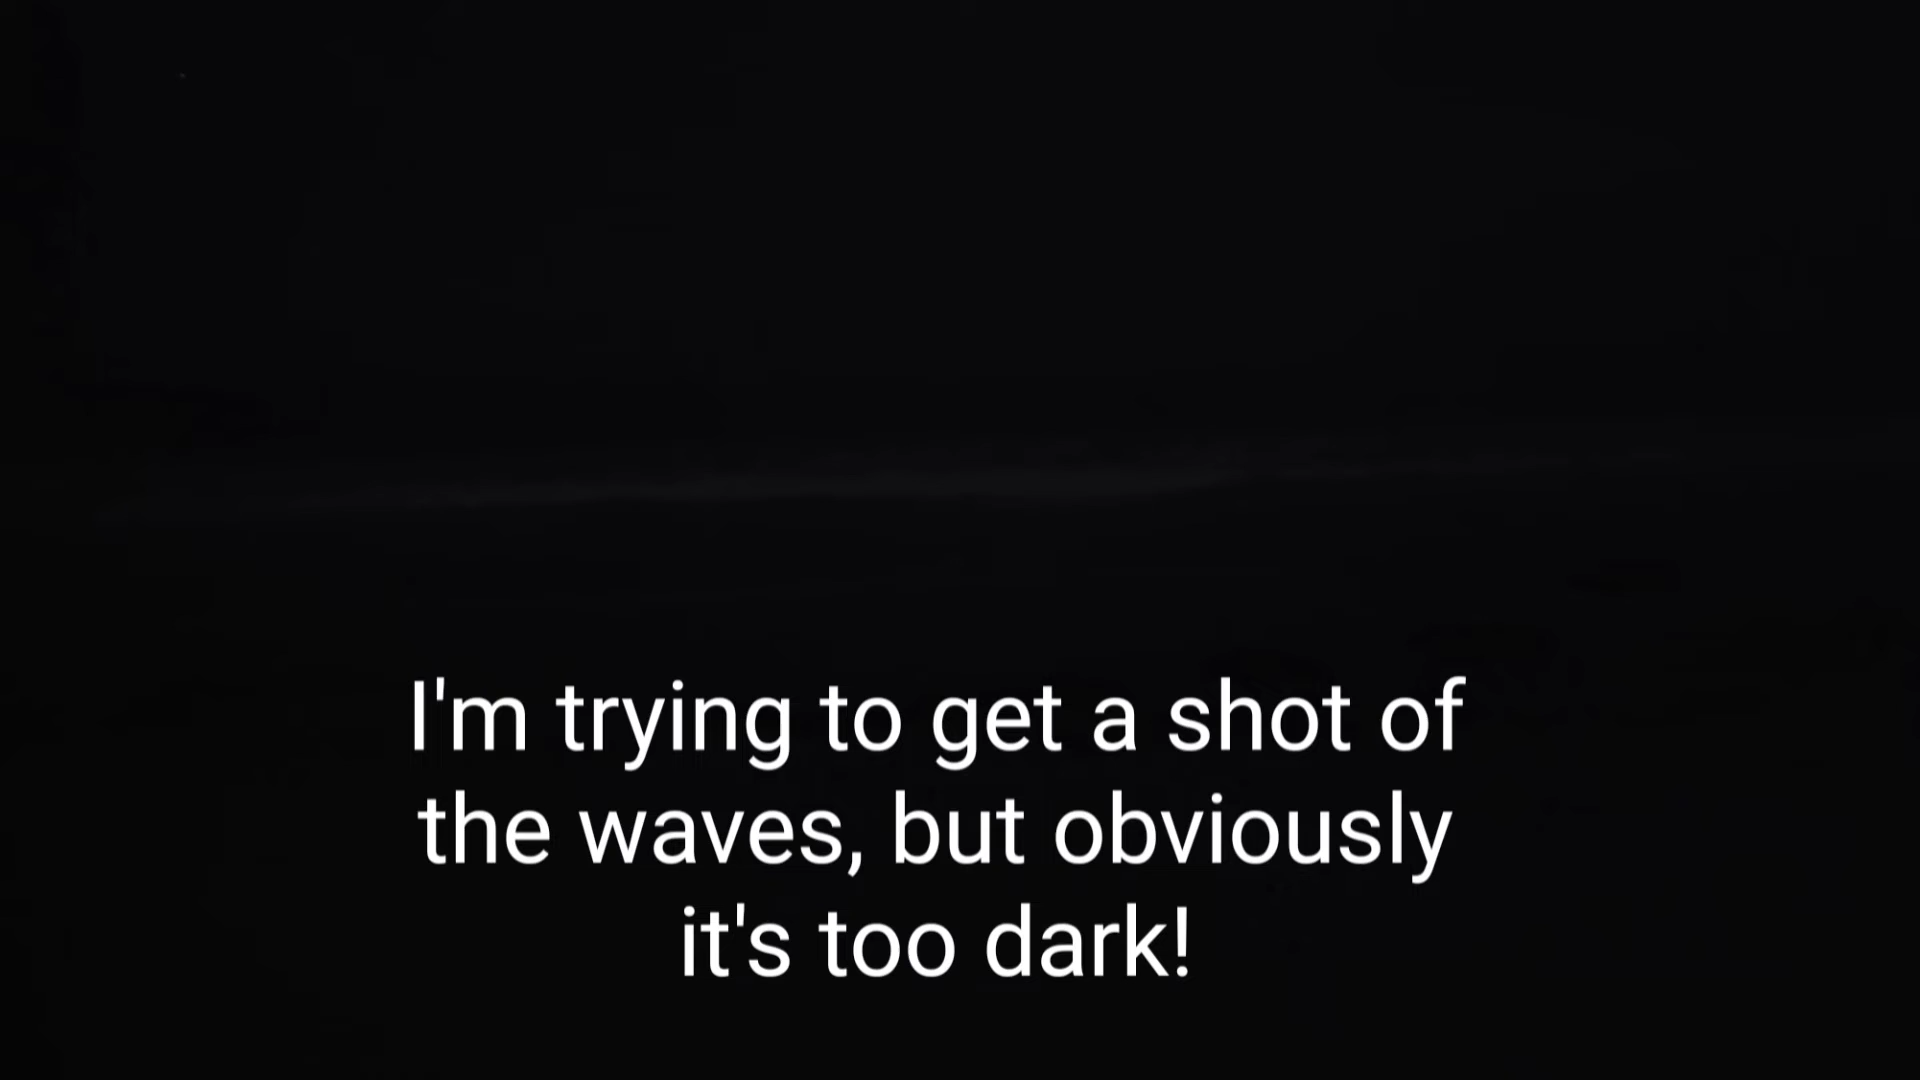 I'm trying to get a shot of
the waves, but obviously
it's too dark!